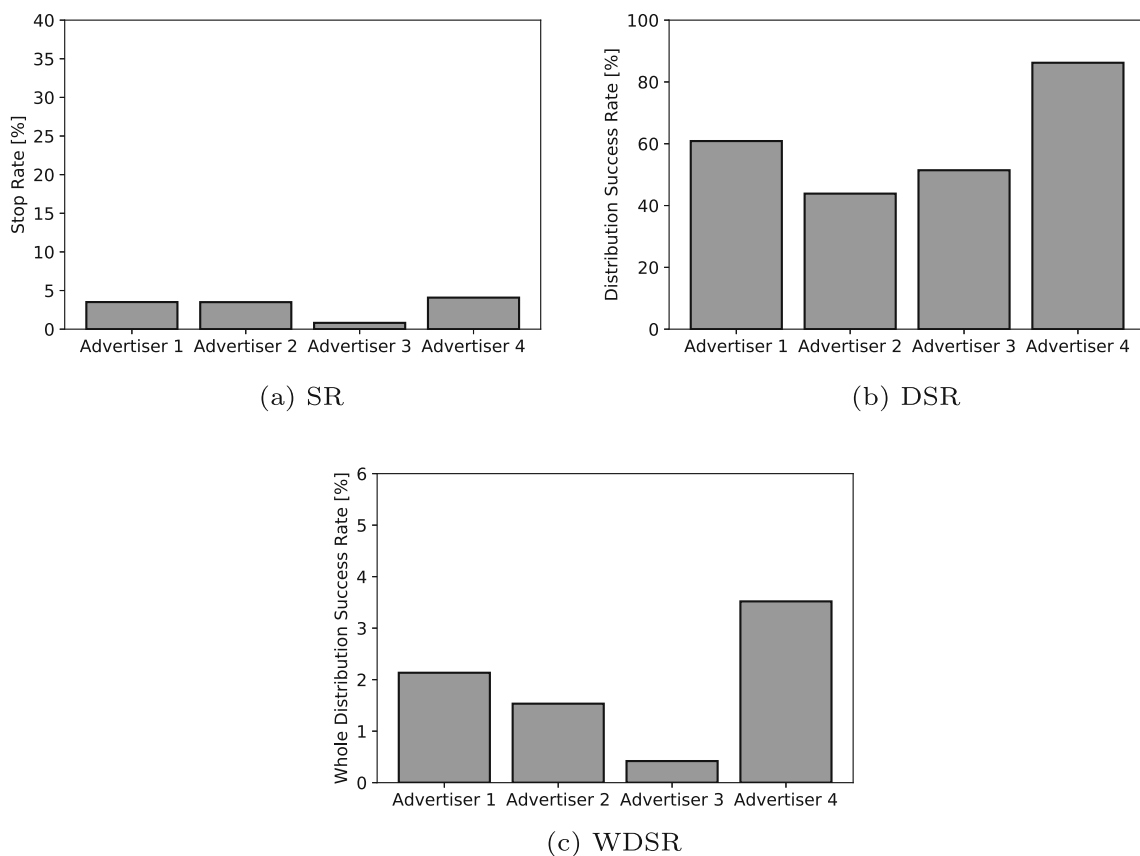 40
35
30
25
20
15
10
5
0
Stop Rate [%]
Advertiser 1 Advertiser 2 Advertiser 3 Advertiser 4
(a) SR
100
80
60
40
20
0
Distribution Success Rate [%]
Advertiser 1 Advertiser 2 Advertiser 3 Advertiser 4
(b) DSR
6
5
4
3
2
1
0
Whole Distribution Success Rate [%]
Advertiser 1 Advertiser 2 Advertiser 3 Advertiser 4
(c) WDSR